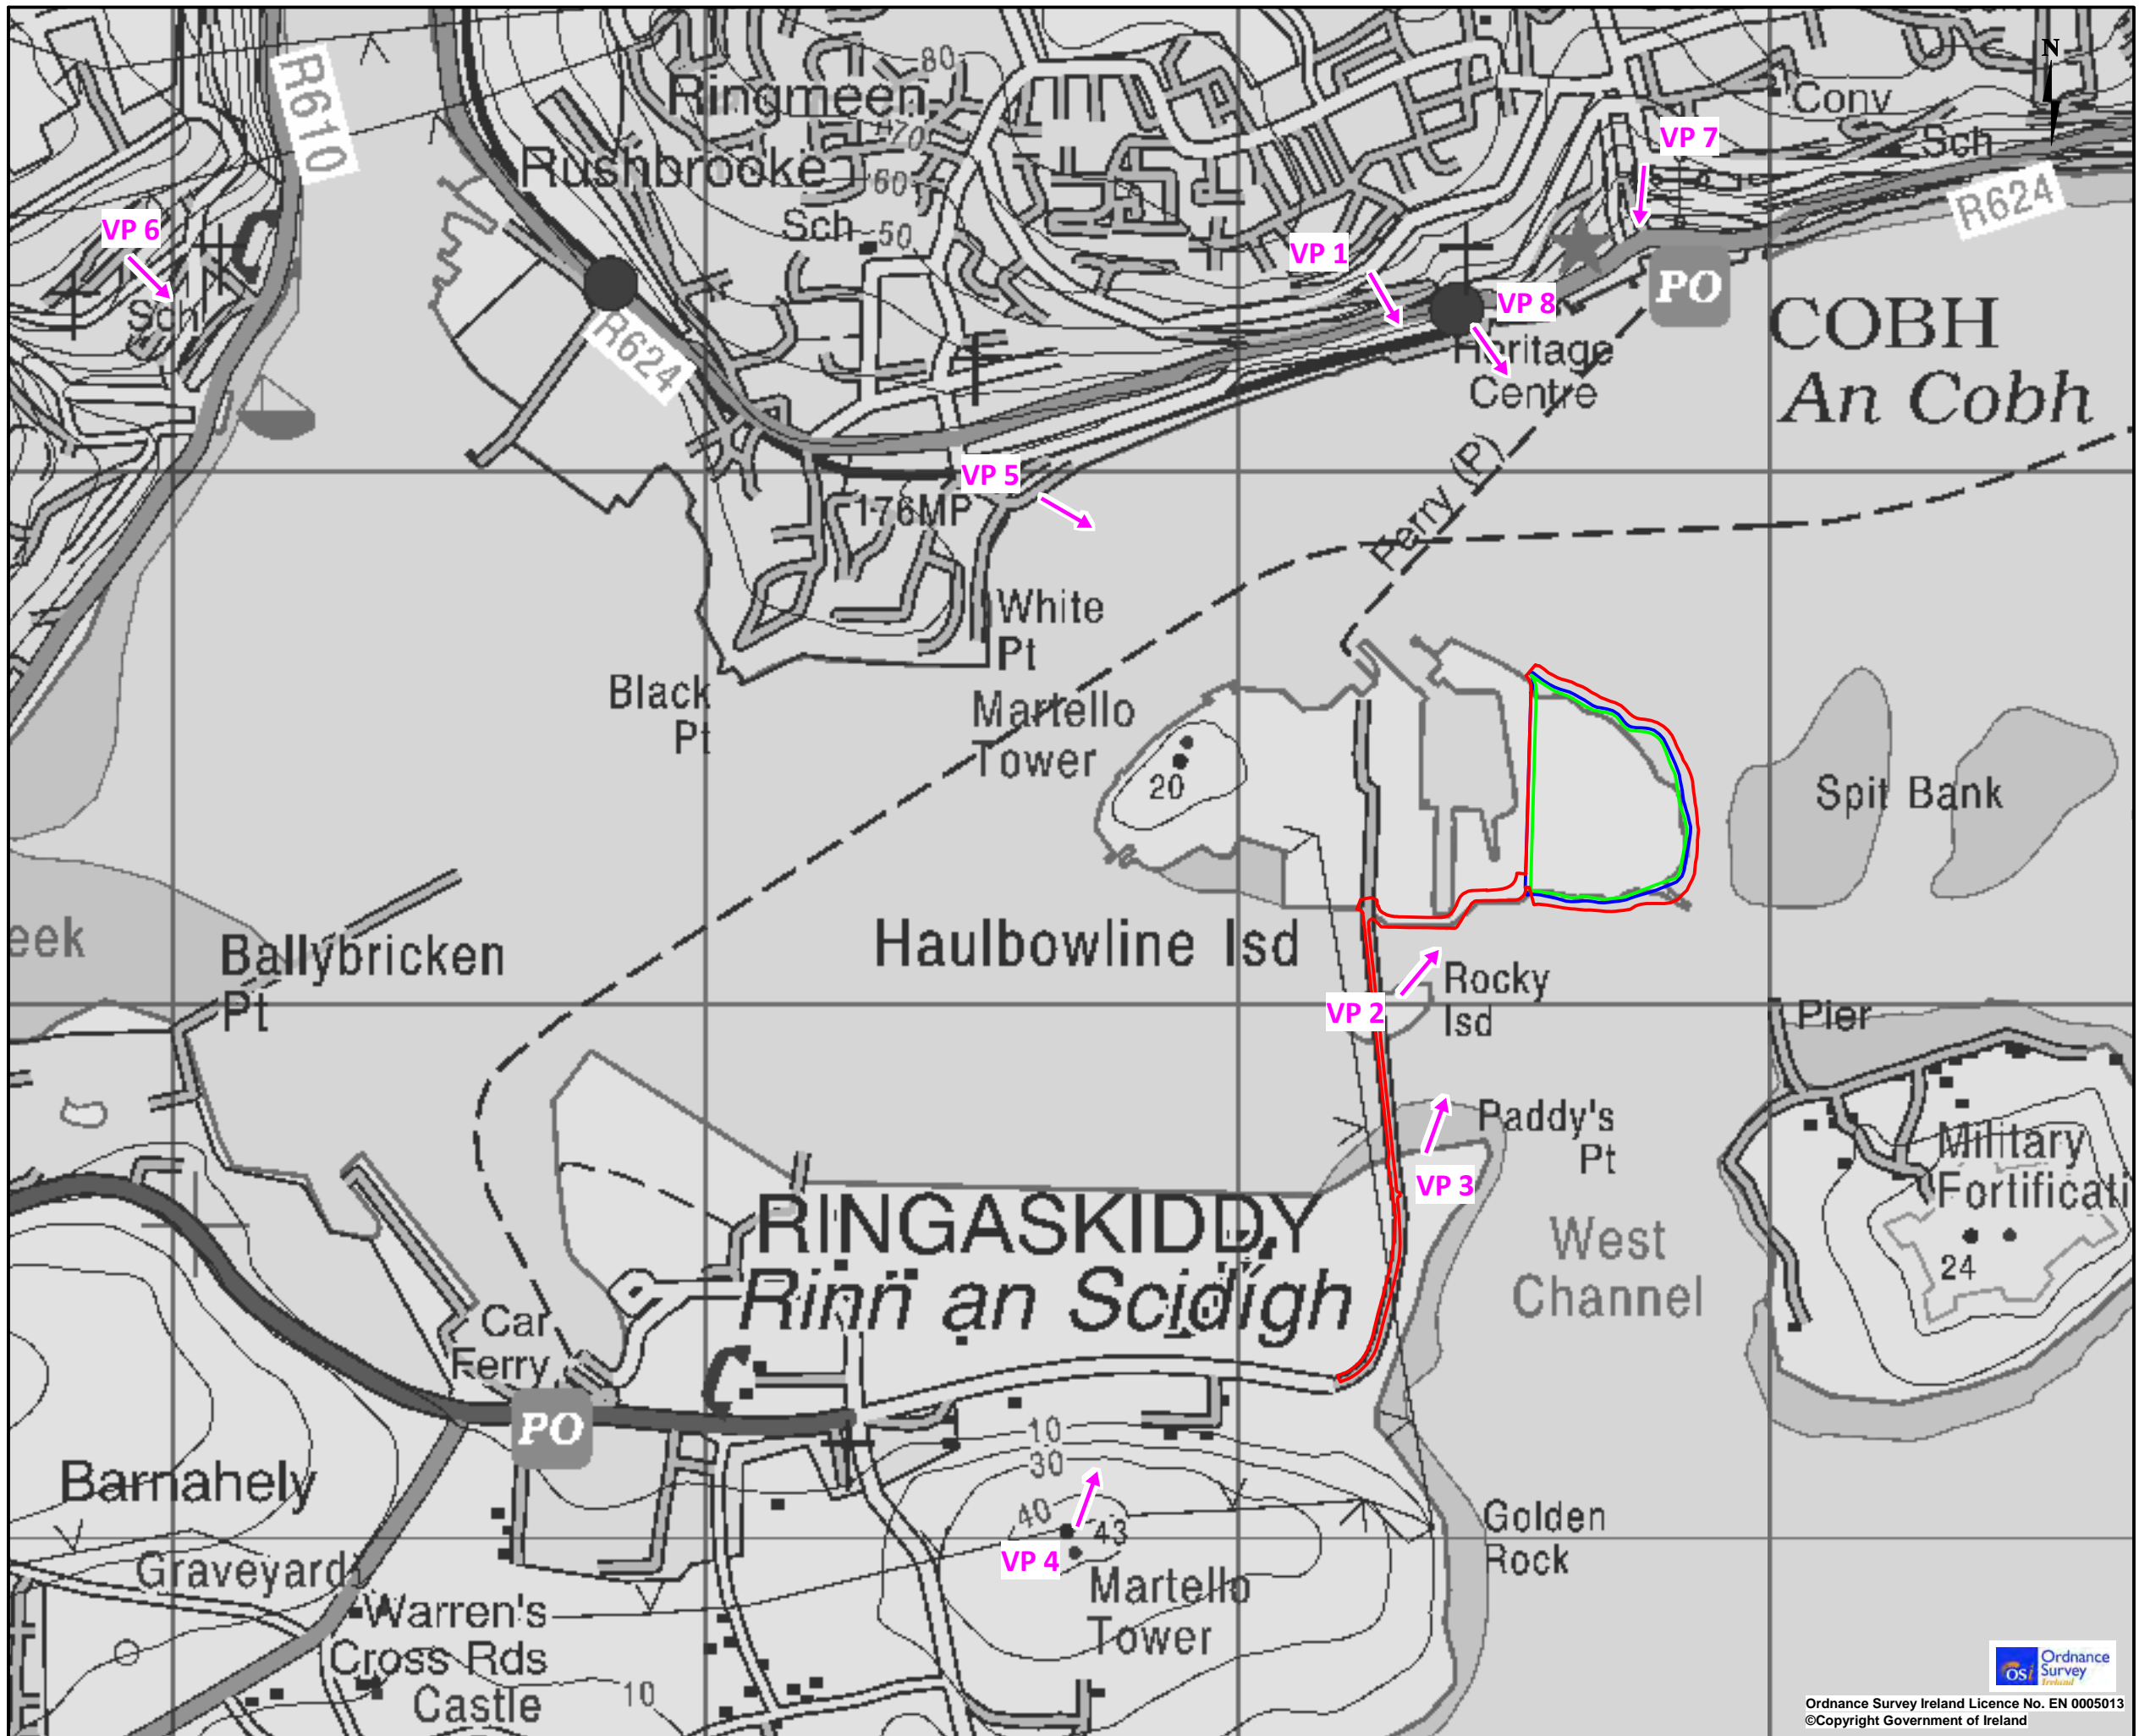 80
Ringmeen
70
Rushbrooke
60
Sch
50
R610
R624
Conv
Sch
N
VP 7
R624
VP 6
Sch
VP 1
VP 8
PO
Heritage
Centre
COBH
An Cobh
VP 5
176MP
Ferry (P)
White
Pt
Black
Pt
Martello
Tower
20
Spit Bank
eek
Ballybricken
Pt
Haulbowline Isd
Rocky
Isd
VP 2
Pier
Paddy's
Pt
VP 3
Military
Fortificati
24
West
Channel
RINGASKIDDY
Rinn an Scidígh
Car
Ferry
PO
Barnahely
10
30
40
43
VP 4
Martello
Tower
Golden
Rock
Graveyard
Warren's
Cross Rds
Castle
10
OSi
Ordnance
Survey
Ireland
Ordnance Survey Ireland Licence No. EN 0005013
©Copyright Government of Ireland